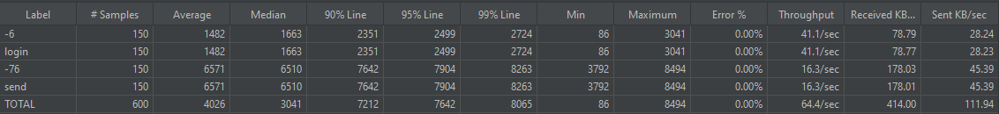 Label # Samples Average Median 90% Line 95% Line 99% Line Min Maximum Error % Throughput Received KB... Sent KB/sec
-6 150 1482 1663 2351 2499 2724 86 3041 0.00% 41.1/sec 78.79 28.24
login 150 1482 1663 2351 2499 2724 86 3041 0.00% 41.1/sec 78.77 28.23
-76 150 6571 6510 7642 7904 8263 3792 8494 0.00% 16.3/sec 178.03 45.39
send 150 6571 6510 7642 7904 8263 3792 8494 0.00% 16.3/sec 178.01 45.39
TOTAL 600 4026 3041 7212 7642 8065 86 8494 0.00% 64.4/sec 414.00 111.94